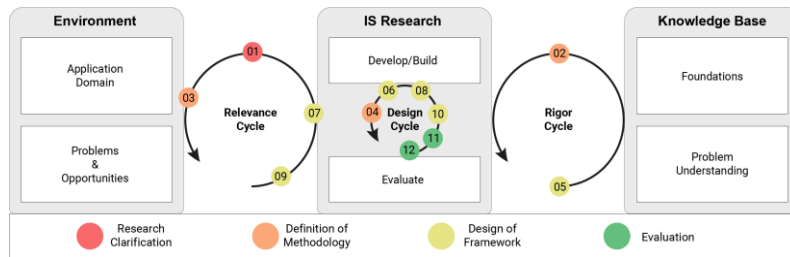 Environment
IS Research
Knowledge Base
Application
Domain
Problems
&
Opportunities
01
03
Relevance
Cycle
07
09
Develop/Build
06
08
04
Design
Cycle
10
11
12
Evaluate
02
Rigor
Cycle
05
Foundations
Problem
Understanding
Research
Clarification
Definition of
Methodology
Design of
Framework
Evaluation